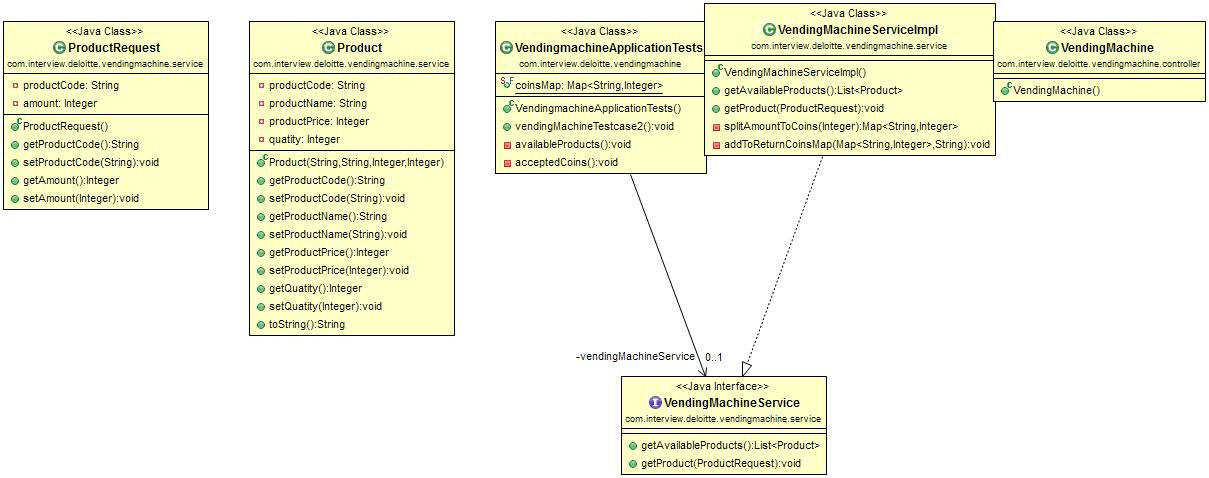 <<Java Class>>
ProductRequest
com.interview.deloitte.vendingmachine.service
productCode: String
amount: Integer
ProductRequest()
getProductCode():String
setProductCode(String):void
getAmount():Integer
setAmount(Integer):void
<<Java Class>>
Product
com.interview.deloitte.vendingmachine.service
productCode: String
productName: String
productPrice: Integer
quatity: Integer
Product(String,String,Integer,Integer)
getProductCode():String
setProductCode(String):void
getProductName():String
setProductName(String):void
getProductPrice():Integer
setProductPrice(Integer):void
getQuatity():Integer
setQuatity(Integer):void
toString():String
<<Java Class>>
VendingmachineApplicationTests
com.interview.deloitte.vendingmachine
coinsMap: Map<String,Integer>
VendingmachineApplicationTests()
vendingMachineTestcase2():void
availableProducts():void
acceptedCoins():void
<<Java Class>>
VendingMachineServiceImpl
com.interview.deloitte.vendingmachine.service
VendingMachineServiceImpl()
getAvailableProducts():List<Product>
getProduct(ProductRequest):void
splitAmountToCoins(Integer):Map<String,Integer>
addToReturnCoinsMap(Map<String,Integer>,String):void
<<Java Class>>
VendingMachine
com.interview.deloitte.vendingmachine.controller
VendingMachine()
-vendingMachineService 0..1
<<Java Interface>>
VendingMachineService
com.interview.deloitte.vendingmachine.service
getAvailableProducts():List<Product>
getProduct(ProductRequest):void